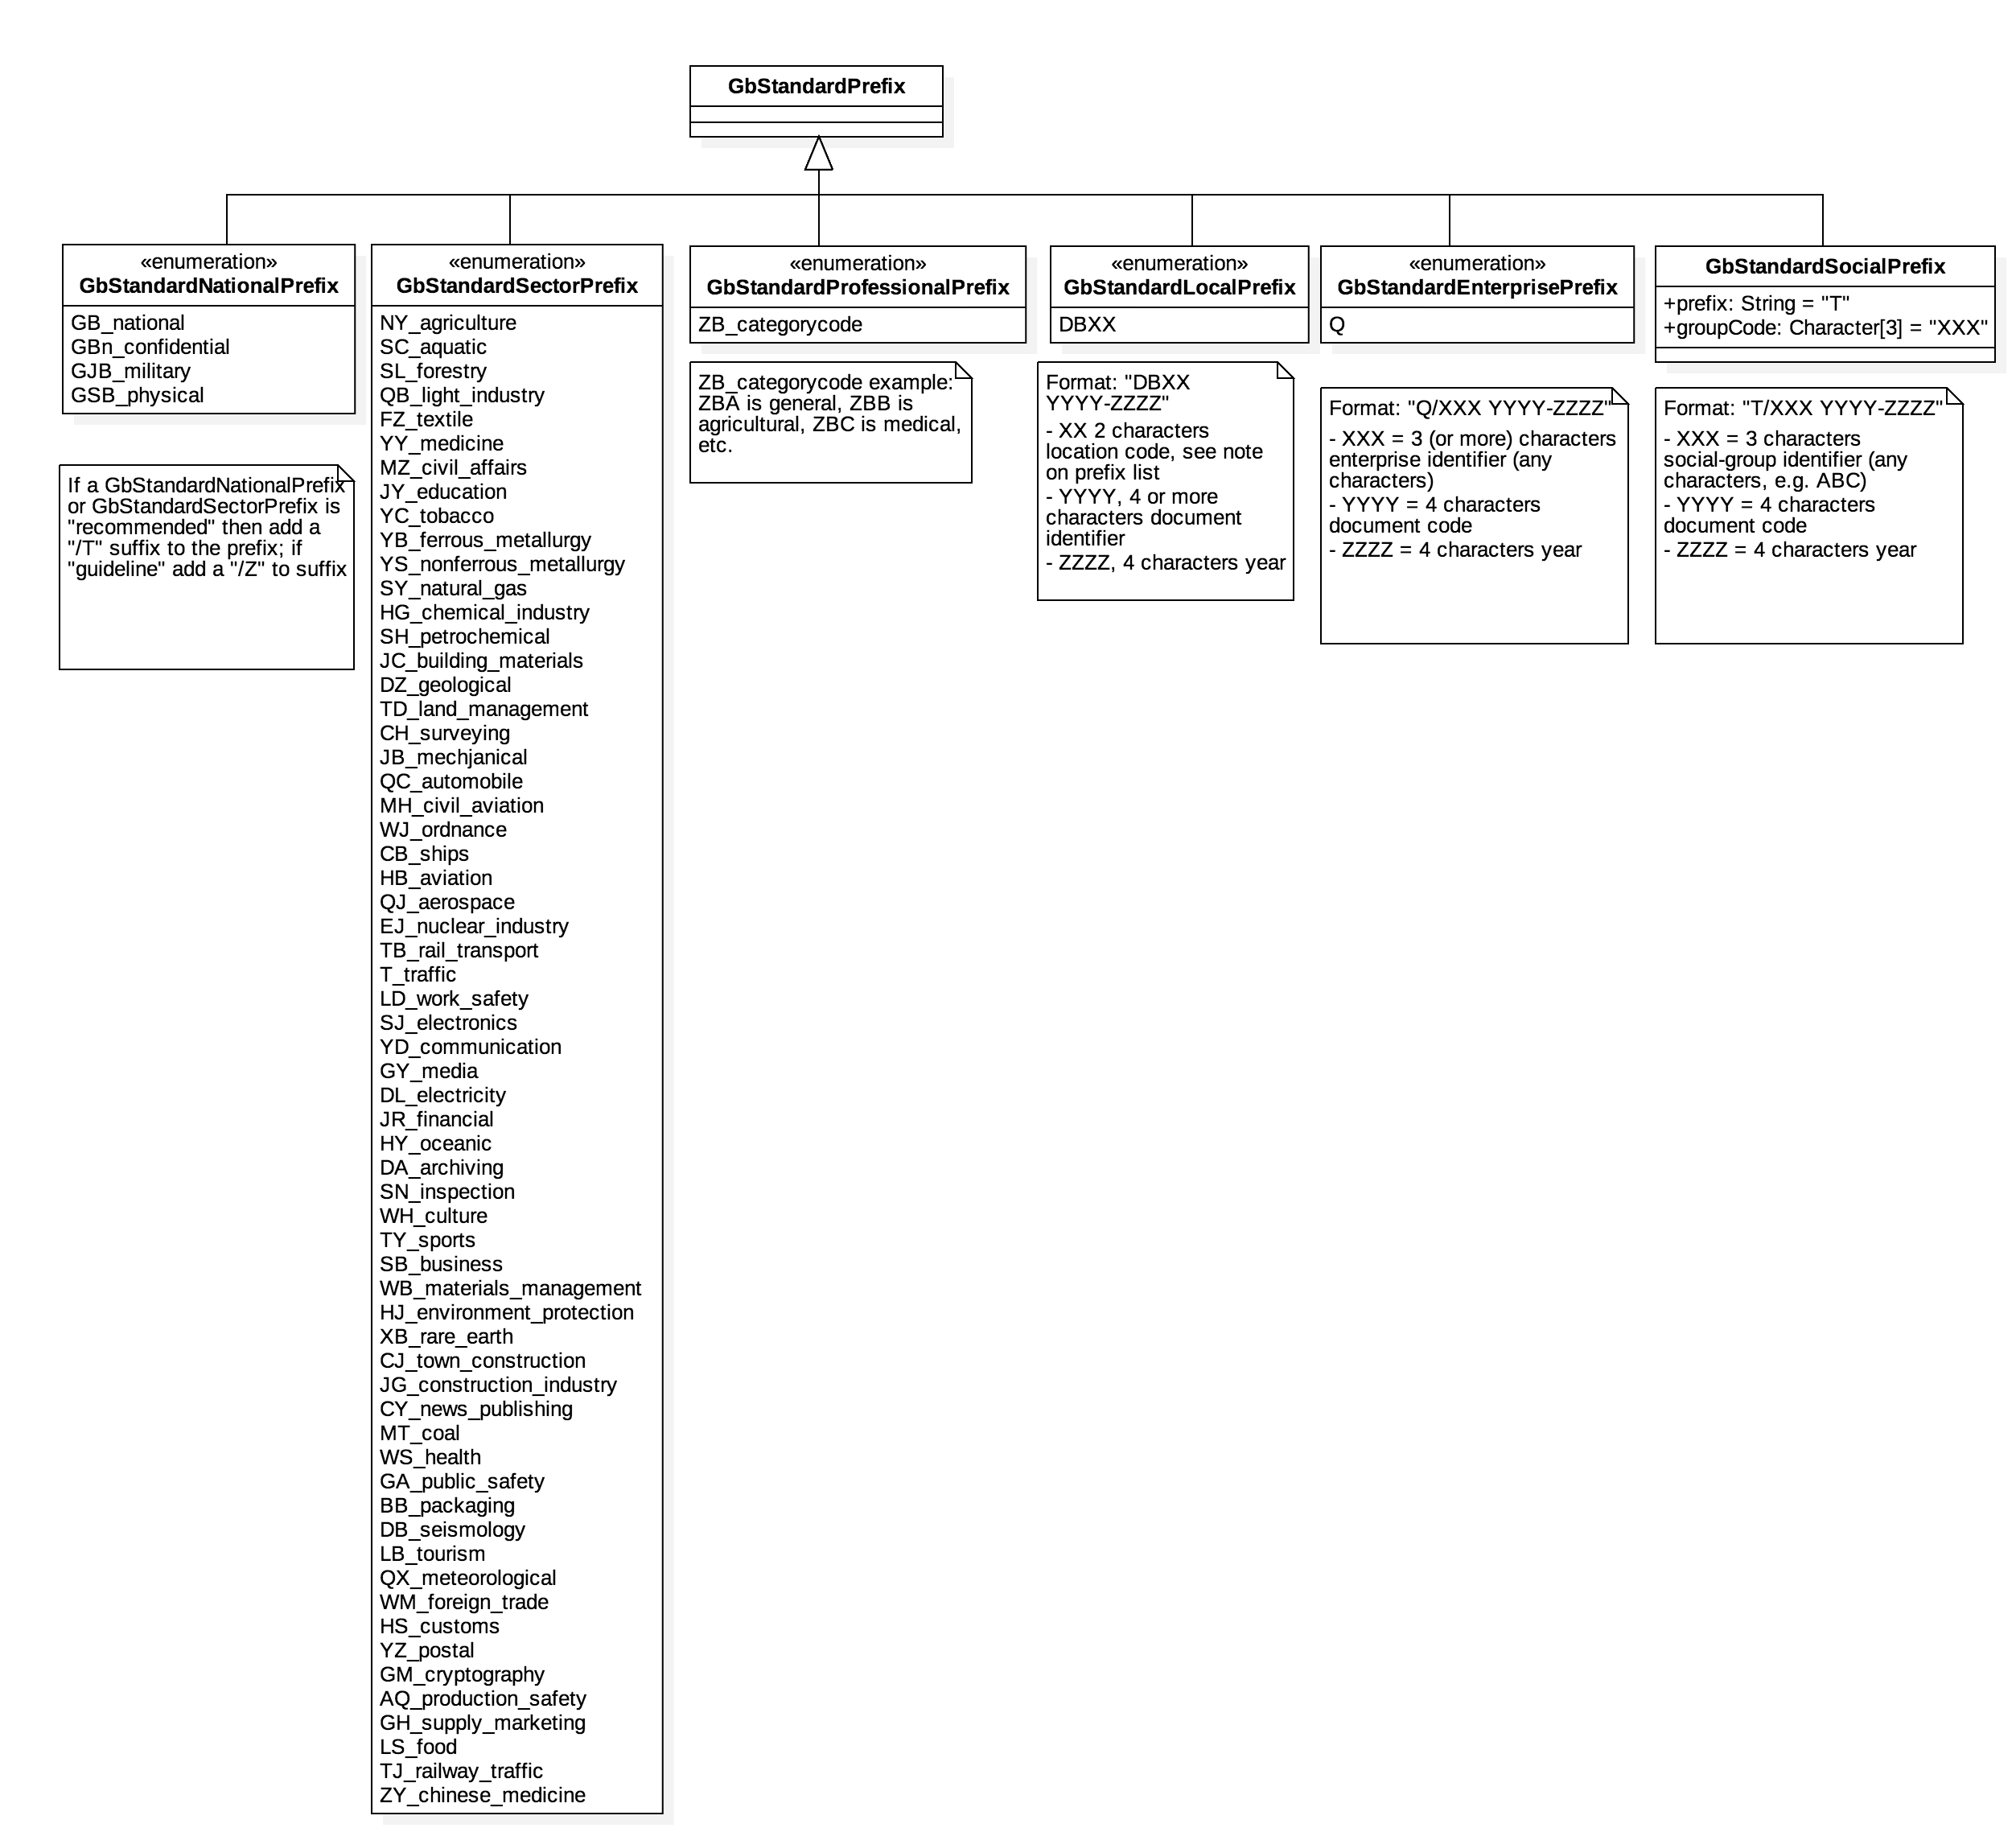 GbStandardPrefix
«enumeration»
GbStandardNationalPrefix
GB_national
GBn_confidential
GJB_military
GSB_physical
If a GbStandardNationalPrefix
or GbStandardSectorPrefix is
"recommended" then add a
"/T" suffix to the prefix; if
"guideline" add a "/Z" to suffix
«enumeration»
GbStandardSectorPrefix
NY_agriculture
SC_aquatic
SL_forestry
QB_light_industry
FZ_textile
YY_medicine
MZ_civil_affairs
JY_education
YC_tobacco
YB_ferrous_metallurgy
YS_nonferrous_metallurgy
SY_natural_gas
HG_chemical_industry
SH_petrochemical
JC_building_materials
DZ_geological
TD_land_management
CH_surveying
JB_mechjanical
QC_automobile
MH_civil_aviation
WJ_ordnance
CB_ships
HB_aviation
QJ_aerospace
EJ_nuclear_industry
TB_rail_transport
T_traffic
LD_work_safety
SJ_electronics
YD_communication
GY_media
DL_electricity
JR_financial
HY_oceanic
DA_archiving
SN_inspection
WH_culture
TY_sports
SB_business
WB_materials_management
HJ_environment_protection
XB_rare_earth
CJ_town_construction
JG_construction_industry
CY_news_publishing
MT_coal
WS_health
GA_public_safety
BB_packaging
DB_seismology
LB_tourism
QX_meteorological
WM_foreign_trade
HS_customs
YZ_postal
GM_cryptography
AQ_production_safety
GH_supply_marketing
LS_food
TJ_railway_traffic
ZY_chinese_medicine
«enumeration»
GbStandardProfessionalPrefix
ZB_categorycode
ZB_categorycode example:
ZBA is general, ZBB is
agricultural, ZBC is medical,
etc.
«enumeration»
GbStandardLocalPrefix
DBXX
Format: "DBXX
YYYY-ZZZZ"
- XX 2 characters
location code, see note
on prefix list
- YYYY, 4 or more
characters document
identifier
- ZZZZ, 4 characters year
«enumeration»
GbStandardEnterprisePrefix
Q
Format: "Q/XXX YYYY-ZZZZ"
- XXX = 3 (or more) characters
enterprise identifier (any
characters)
- YYYY = 4 characters
document code
- ZZZZ = 4 characters year
GbStandardSocialPrefix
+prefix: String = "T"
+groupCode: Character[3] = "XXX"
Format: "T/XXX YYYY-ZZZZ"
- XXX = 3 characters
social-group identifier (any
characters, e.g. ABC)
- YYYY = 4 characters
document code
- ZZZZ = 4 characters year